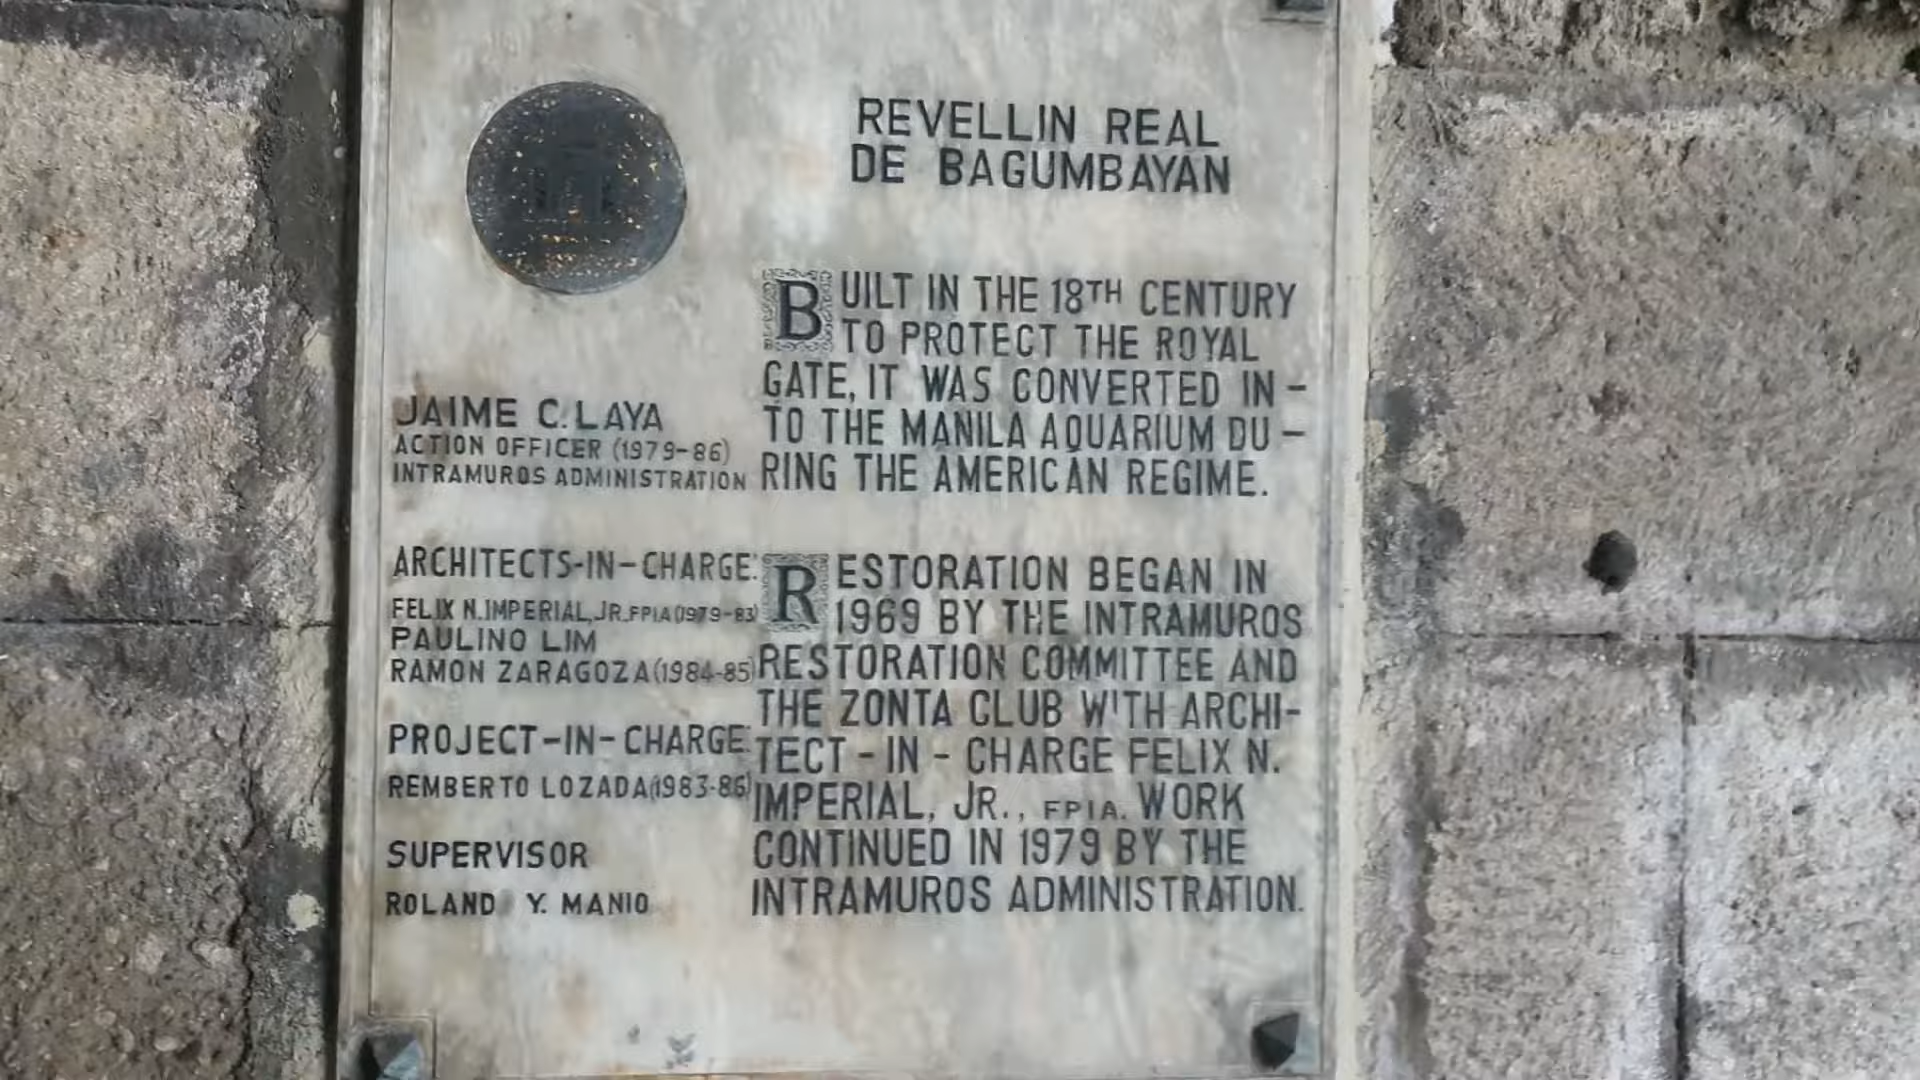 REVELLIN REAL
DE BAGUMBAYAN
BUILT IN THE 18TH CENTURY
TO PROTECT THE ROYAL
GATE, IT WAS CONVERTED IN-
TO THE MANILA AQUARIUM DU-
RING THE AMERICAN REGIME.
RESTORATION BEGAN IN
1969 BY THE INTRAMUROS
RESTORATION COMMITTEE AND
THE ZONTA CLUB WITH ARCHI-
TECT-IN-CHARGE FELIX N.
IMPERIAL, JR., FPIA. WORK
CONTINUED IN 1979 BY THE
INTRAMUROS ADMINISTRATION.
JAIME C. LAYA
ACTION OFFICER (1979-86)
INTRAMUROS ADMINISTRATION
ARCHITECTS-IN-CHARGE:
FELIX N. IMPERIAL, JR. FPIA (1979-83)
PAULINO LIM
RAMON ZARAGOZA (1984-85)
PROJECT-IN-CHARGE:
REMBERTO LOZADA (1983-86)
SUPERVISOR
ROLAND Y. MANIO